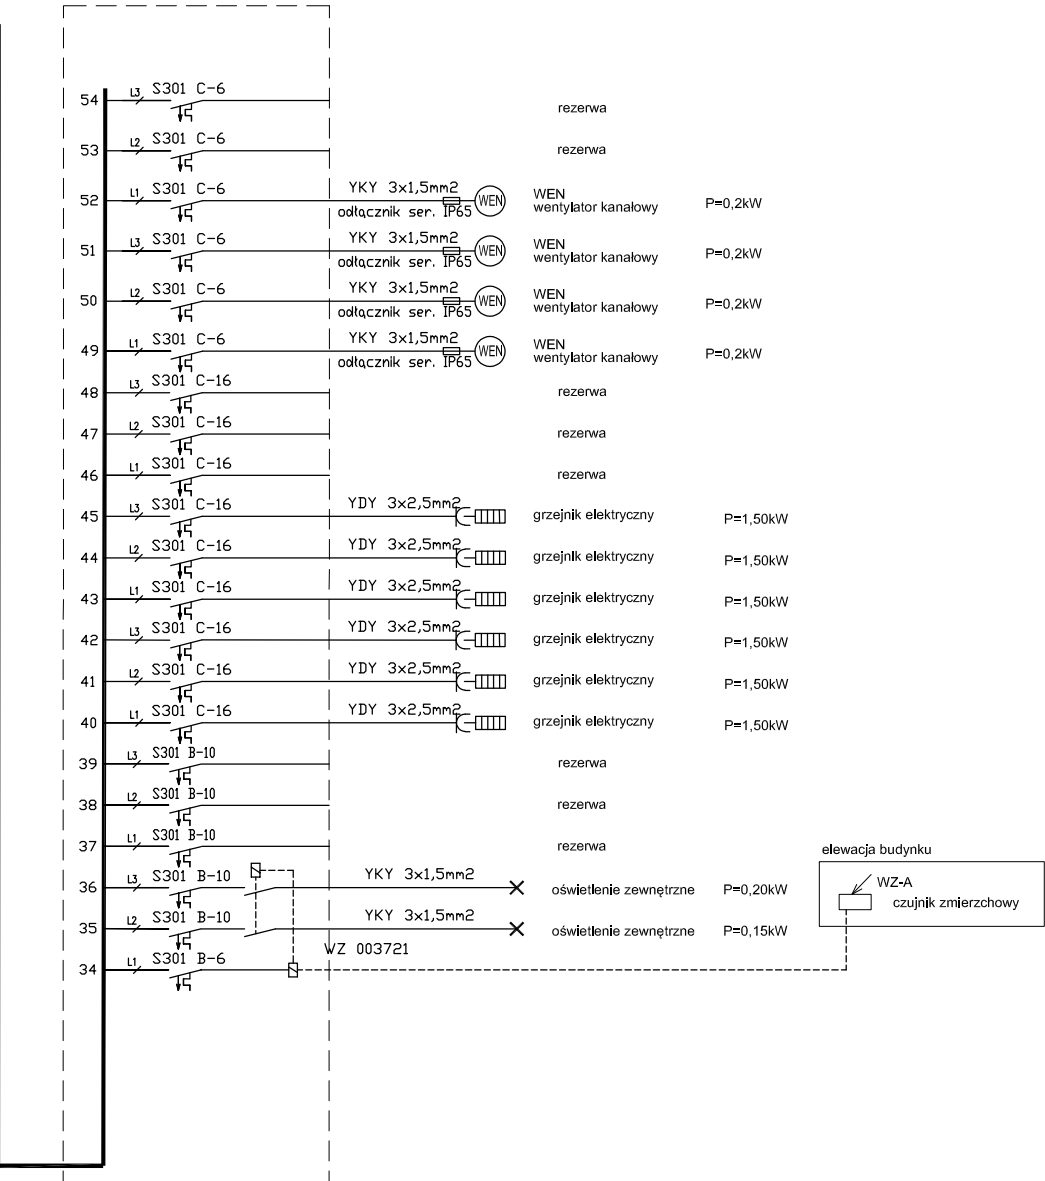 54 L3 S301 C-6 rezerwa
53 L2 S301 C-6 rezerwa
52 L1 S301 C-6 YKY 3x1,5mm2 odłącznik ser. IP65 WEN WEN
wentylator kanałowy P=0,2kW
51 L3 S301 C-6 YKY 3x1,5mm2 odłącznik ser. IP65 WEN WEN
wentylator kanałowy P=0,2kW
50 L2 S301 C-6 YKY 3x1,5mm2 odłącznik ser. IP65 WEN WEN
wentylator kanałowy P=0,2kW
49 L1 S301 C-6 YKY 3x1,5mm2 odłącznik ser. IP65 WEN WEN
wentylator kanałowy P=0,2kW
48 L3 S301 C-16 rezerwa
47 L2 S301 C-16 rezerwa
46 L1 S301 C-16 rezerwa
45 L3 S301 C-16 YDY 3x2,5mm2 grzejnik elektryczny P=1,50kW
44 L2 S301 C-16 YDY 3x2,5mm2 grzejnik elektryczny P=1,50kW
43 L1 S301 C-16 YDY 3x2,5mm2 grzejnik elektryczny P=1,50kW
42 L3 S301 C-16 YDY 3x2,5mm2 grzejnik elektryczny P=1,50kW
41 L2 S301 C-16 YDY 3x2,5mm2 grzejnik elektryczny P=1,50kW
40 L1 S301 C-16 YDY 3x2,5mm2 grzejnik elektryczny P=1,50kW
39 L3 S301 B-10 rezerwa
38 L2 S301 B-10 rezerwa
37 L1 S301 B-10 rezerwa
elewacja budynku
36 L3 S301 B-10 YKY 3x1,5mm2 oświetlenie zewnętrzne P=0,20kW
WZ-A
czujnik zmierzchowy
35 L2 S301 B-10 YKY 3x1,5mm2 oświetlenie zewnętrzne P=0,15kW
WZ 003721
34 L1 S301 B-6